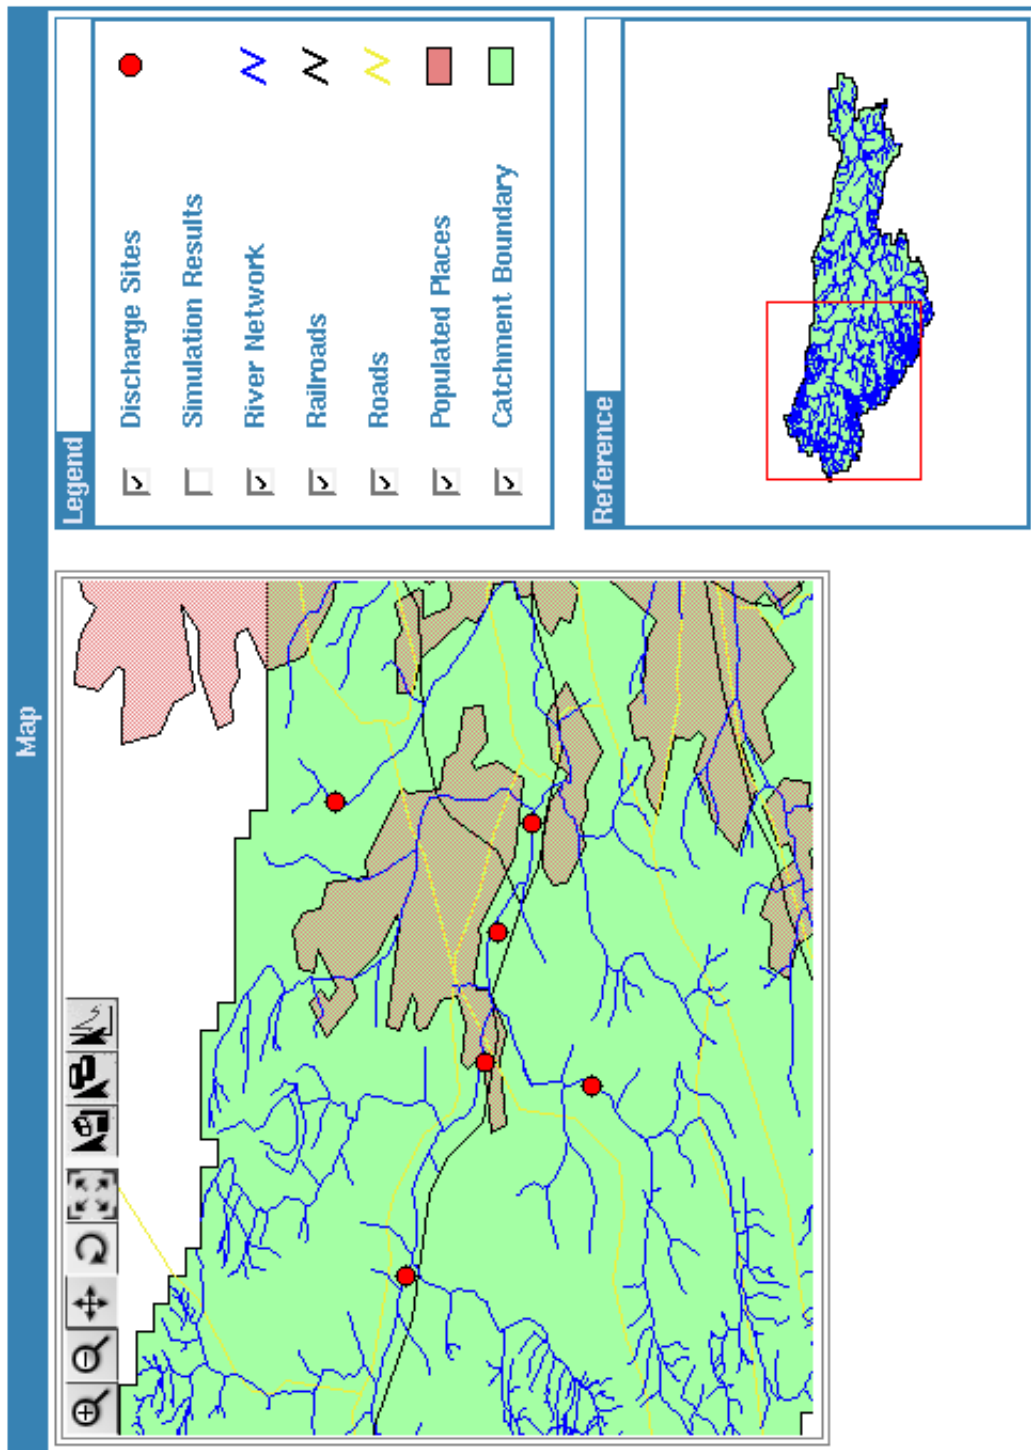 Map
Legend
Discharge Sites
Simulation Results
River Network
Railroads
Roads
Populated Places
Catchment Boundary
Reference